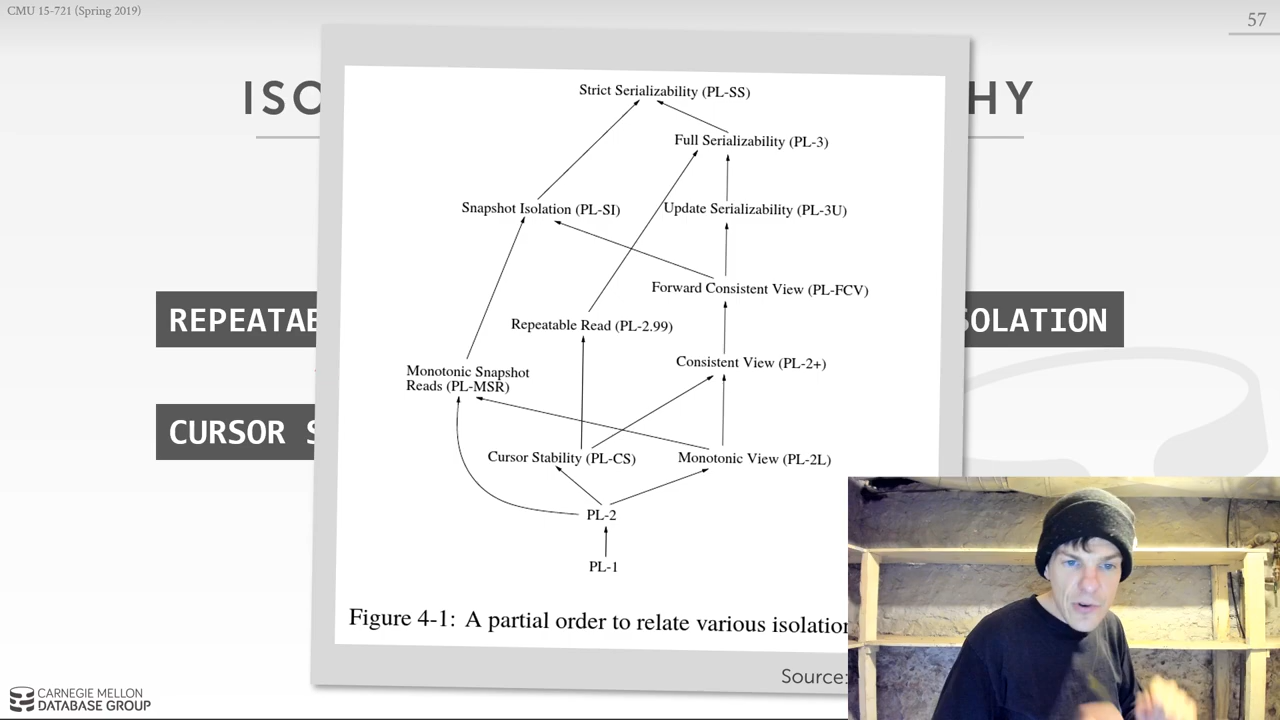 CMU 15-721 (Spring 2019)
57
ISO
HY
Strict Serializability (PL-SS)
Full Serializability (PL-3)
Snapshot Isolation (PL-SI)
Update Serializability (PL-3U)
Forward Consistent View (PL-FCV)
REPEATAB
SOLATION
Repeatable Read (PL-2.99)
Consistent View (PL-2+)
Monotonic Snapshot
Reads (PL-MSR)
CURSOR S
Cursor Stability (PL-CS)
Monotonic View (PL-2L)
PL-2
PL-1
Figure 4-1: A partial order to relate various isolation
Source:
CARNEGIE MELLON
DATABASE GROUP